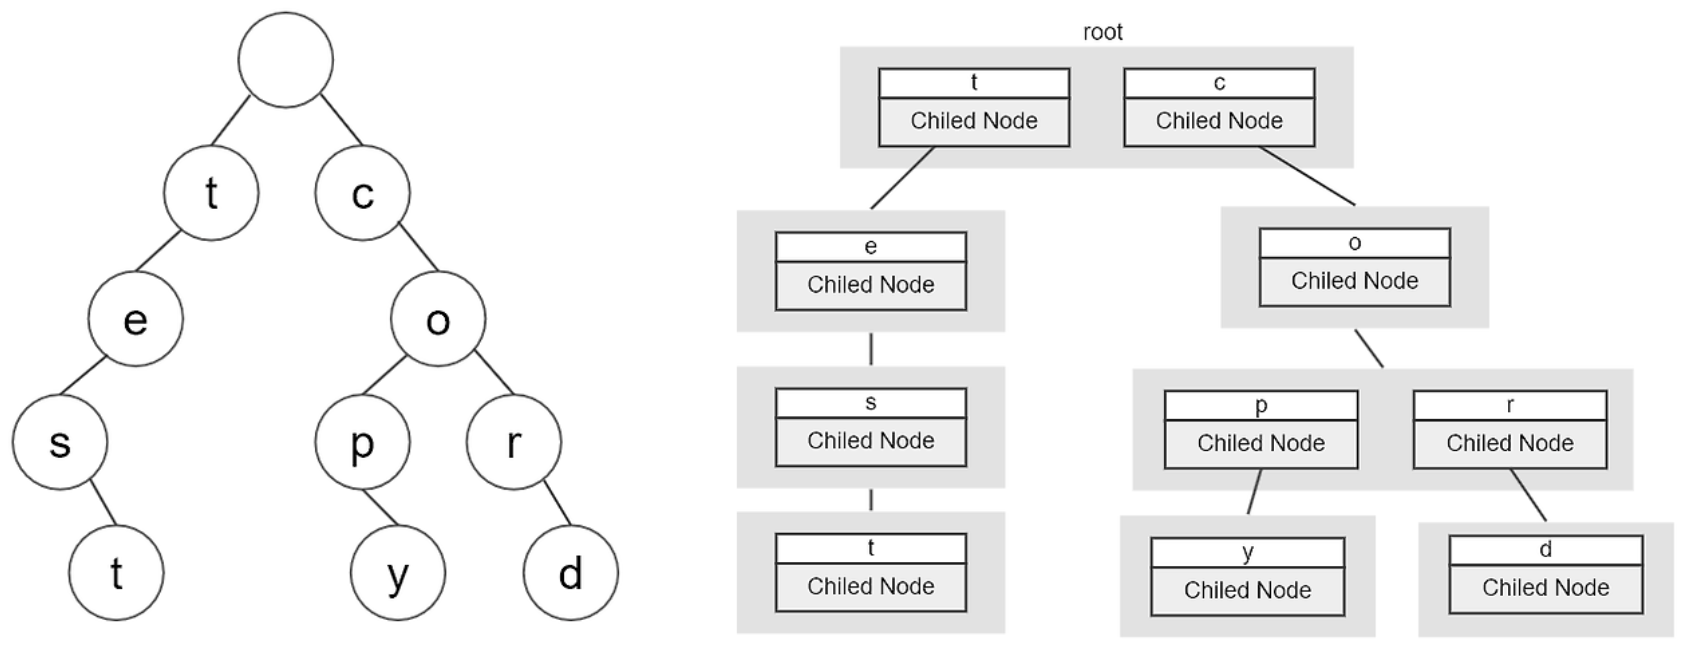 t c
e o
s p r
t y d
root
t c
Chiled Node Chiled Node
e o
Chiled Node Chiled Node
s p r
Chiled Node Chiled Node Chiled Node
t y d
Chiled Node Chiled Node Chiled Node